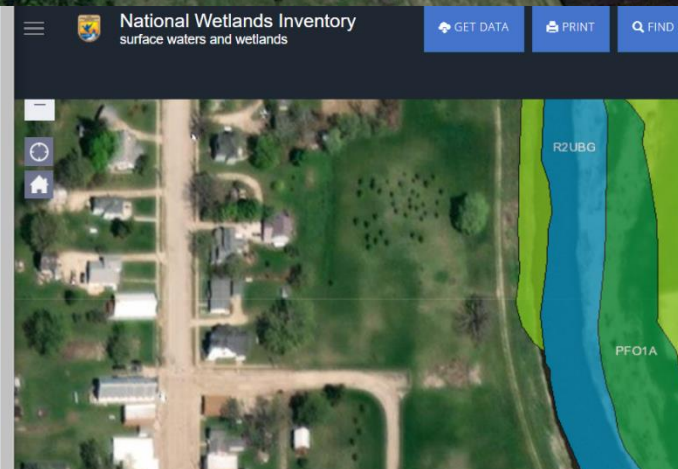 National Wetlands Inventory
surface waters and wetlands
GET DATA
PRINT
FIND
R2UBG
PFO1A